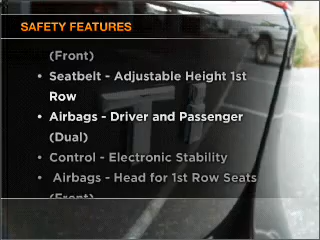 SAFETY FEATURES
(Front)
• Seatbelt - Adjustable Height 1st
Row
• Airbags - Driver and Passenger
(Dual)
• Control - Electronic Stability
• Airbags - Head for 1st Row Seats
(Front)